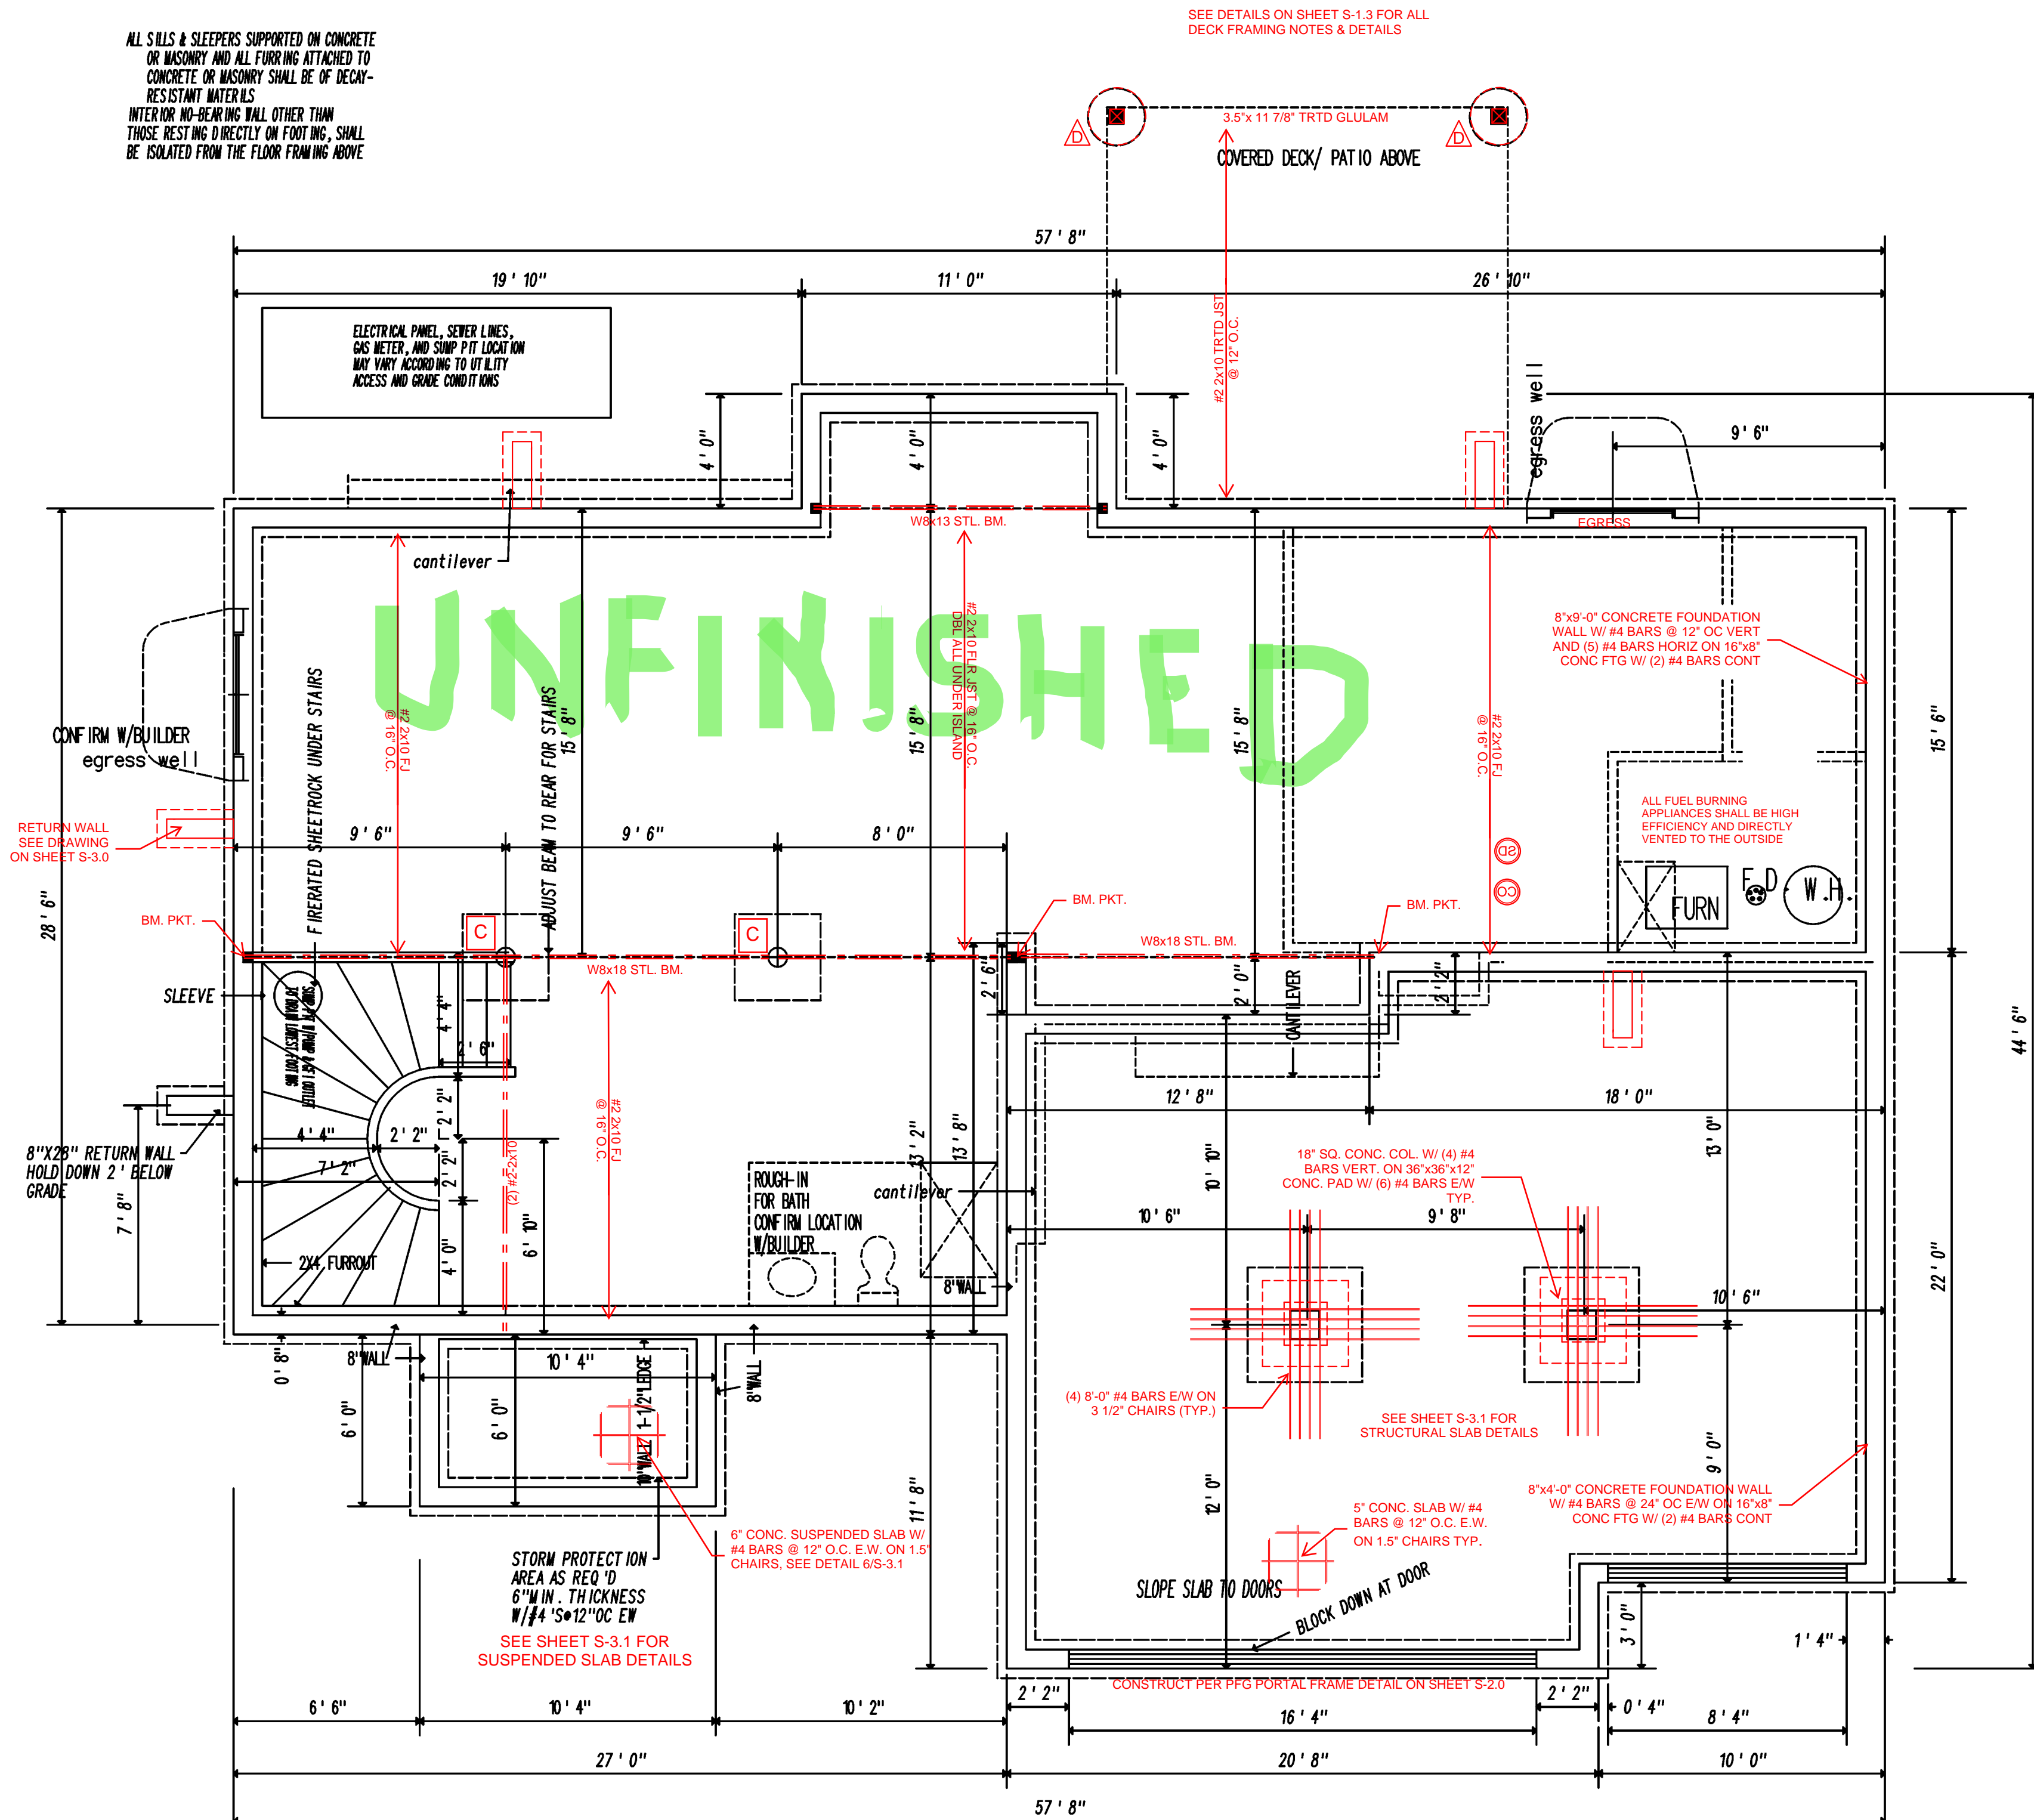 SEE DETAILS ON SHEET S-1.3 FOR ALL
DECK FRAMING NOTES & DETAILS
ALL SILLS & SLEEPERS SUPPORTED ON CONCRETE
OR MASONRY AND ALL FURRING ATTACHED TO
CONCRETE OR MASONRY SHALL BE OF DECAY-
RESISTANT MATERILS
INTERIOR NO-BEARING WALL OTHER THAN
THOSE RESTING DIRECTLY ON FOOTING, SHALL
BE ISOLATED FROM THE FLOOR FRAMING ABOVE
3.5"x 11 7/8" TRTD GLULAM
D
D
COVERED DECK/ PATIO ABOVE
57' 8"
19' 10"
11' 0"
26' 10"
#2 2x10 TRTD JST
@ 12" O.C.
ELECTRICAL PANEL, SEWER LINES,
GAS METER, AND SUMP PIT LOCATION
MAY VARY ACCORDING TO UTILITY
ACCESS AND GRADE CONDITIONS
4' 0"
4' 0"
4' 0"
egress well
9' 6"
W8x13 STL. BM.
EGRESS
cantilever
UNFINISHED
8"x9'-0" CONCRETE FOUNDATION
WALL W/ #4 BARS @ 12" OC VERT
AND (5) #4 BARS HORIZ ON 16"x8"
CONC FTG W/ (2) #4 BARS CONT
#2 2x10 FLR JST @ 16" O.C.
DBL ALL UNDER ISLAND
FIRERATED SHEETROCK UNDER STAIRS
ADJUST BEAM TO REAR FOR STAIRS
#2 2x10 FJ
@ 16" O.C.
15' 8"
15' 8"
15' 8"
#2 2x10 FJ
@ 16" O.C.
15' 6"
CONFIRM W/BUILDER
egress well
RETURN WALL
SEE DRAWING
ON SHEET S-3.0
9' 6"
9' 6"
8' 0"
ALL FUEL BURNING
APPLIANCES SHALL BE HIGH
EFFICIENCY AND DIRECTLY
VENTED TO THE OUTSIDE
SD
CO
FURN
F.D.
W.H.
28' 6"
BM. PKT.
C
C
BM. PKT.
BM. PKT.
W8x18 STL. BM.
W8x18 STL. BM.
SLEEVE
SUMP PIT W/PUMP & PSI OUTLET
TO DRAIN LOWEST FOOTING
4' 4"
2' 6"
2' 6"
2' 0"
CANTILEVER
2' 2"
44' 6"
12' 8"
18' 0"
2' 2"
4' 4"
2' 2"
7' 2"
2' 2"
(2) #2-2x10
#2 2x10 FJ
@ 16" O.C.
13' 2"
13' 8"
13' 0"
8"X28" RETURN WALL
HOLD DOWN 2' BELOW
GRADE
7' 8"
ROUGH-IN
FOR BATH
CONFIRM LOCATION
W/BUILDER
cantilever
10' 10"
18" SQ. CONC. COL. W/ (4) #4
BARS VERT. ON 36"x36"x12"
CONC. PAD W/ (6) #4 BARS E/W
TYP.
10' 6"
9' 8"
4' 0"
6' 10"
2X4 FURROUT
8"WALL
10' 6"
22' 0"
0' 8"
8"WALL
10' 4"
10"WALL 1-1/2"LEDGE
8"WALL
6' 0"
6' 0"
(4) 8'-0" #4 BARS E/W ON
3 1/2" CHAIRS (TYP.)
SEE SHEET S-3.1 FOR
STRUCTURAL SLAB DETAILS
9' 0"
11' 8"
12' 0"
8"x4'-0" CONCRETE FOUNDATION WALL
W/ #4 BARS @ 24" OC E/W ON 16"x8"
CONC FTG W/ (2) #4 BARS CONT
5" CONC. SLAB W/ #4
BARS @ 12" O.C. E.W.
ON 1.5" CHAIRS TYP.
6" CONC. SUSPENDED SLAB W/
#4 BARS @ 12" O.C. E.W. ON 1.5"
CHAIRS, SEE DETAIL 6/S-3.1
STORM PROTECTION
AREA AS REQ'D
6"MIN. THICKNESS
W/#4'S@12"OC EW
SEE SHEET S-3.1 FOR
SUSPENDED SLAB DETAILS
SLOPE SLAB TO DOORS
BLOCK DOWN AT DOOR
3' 0"
1' 4"
CONSTRUCT PER PFG PORTAL FRAME DETAIL ON SHEET S-2.0
6' 6"
10' 4"
10' 2"
2' 2"
16' 4"
2' 2"
0' 4"
8' 4"
27' 0"
20' 8"
10' 0"
57' 8"